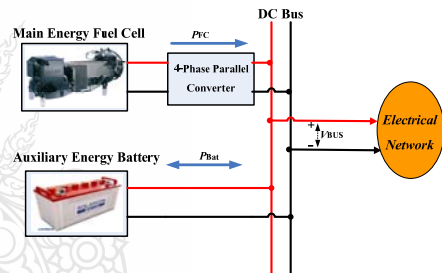 DC Bus
Main Energy Fuel Cell
PFC
4-Phase Parallel
Converter
+
VBUS
-
Electrical
Network
Auxiliary Energy Battery
PBat